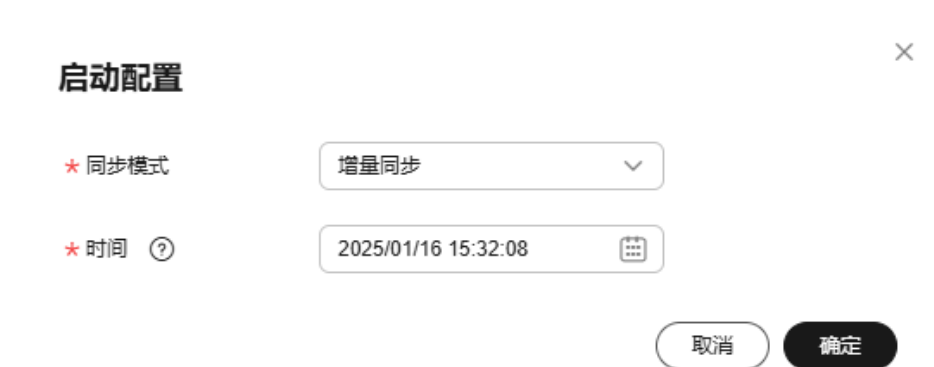 启动配置
* 同步模式 增量同步
* 时间 ? 2025/01/16 15:32:08
取消 确定